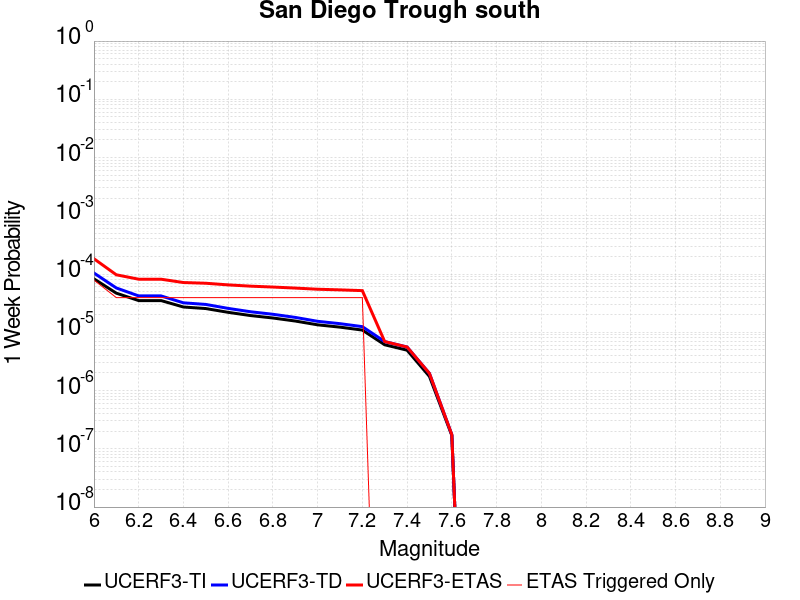 San Diego Trough south
1 Week Probability
10^0
10^-1
10^-2
10^-3
10^-4
10^-5
10^-6
10^-7
10^-8
6 6.2 6.4 6.6 6.8 7 7.2 7.4 7.6 7.8 8 8.2 8.4 8.6 8.8 9
Magnitude
UCERF3-TI UCERF3-TD UCERF3-ETAS ETAS Triggered Only